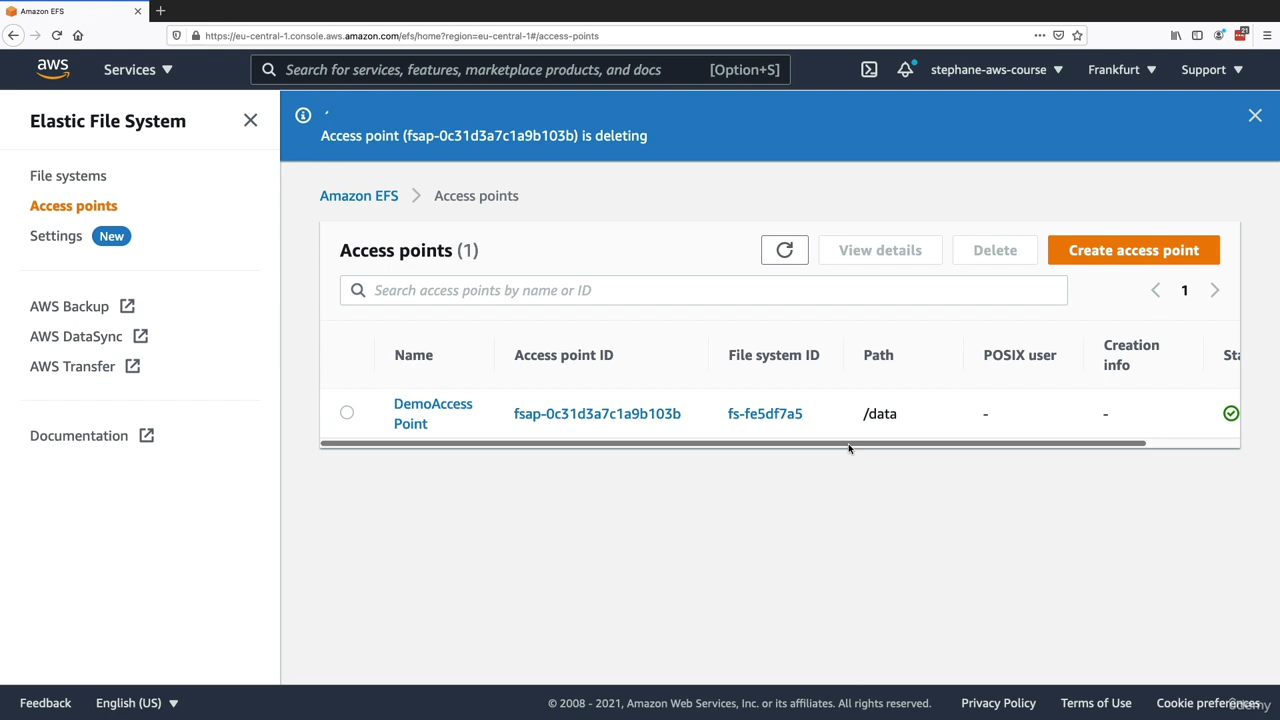 Amazon EFS
https://eu-central-1.console.aws.amazon.com/efs/home?region=eu-central-1#/access-points
21
aws
Services
Search for services, features, marketplace products, and docs
[Option+S]
stephane-aws-course
Frankfurt
Support
Elastic File System
File systems
Access points
Settings New
AWS Backup
AWS DataSync
AWS Transfer
Documentation
Access point (fsap-0c31d3a7c1a9b103b) is deleting
Amazon EFS > Access points
Access points (1)
View details
Delete
Create access point
Search access points by name or ID
1
Name
Access point ID
File system ID
Path
POSIX user
Creation
info
Sta
DemoAccess
Point
fsap-0c31d3a7c1a9b103b
fs-fe5df7a5
/data
-
-
Feedback
English (US)
© 2008 - 2021, Amazon Web Services, Inc. or its affiliates. All rights reserved.
Privacy Policy
Terms of Use
Cookie preferences
Udemy